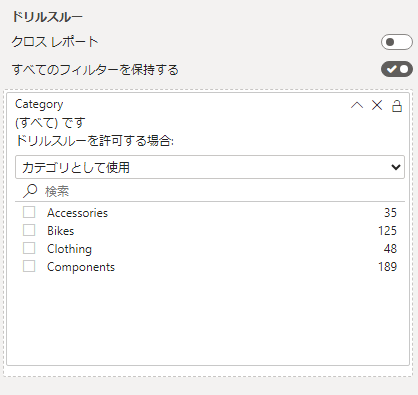 ドリルスルー
クロス レポート
すべてのフィルターを保持する
Category
(すべて) です
ドリルスルーを許可する場合:
カテゴリとして使用
検索
Accessories 35
Bikes 125
Clothing 48
Components 189